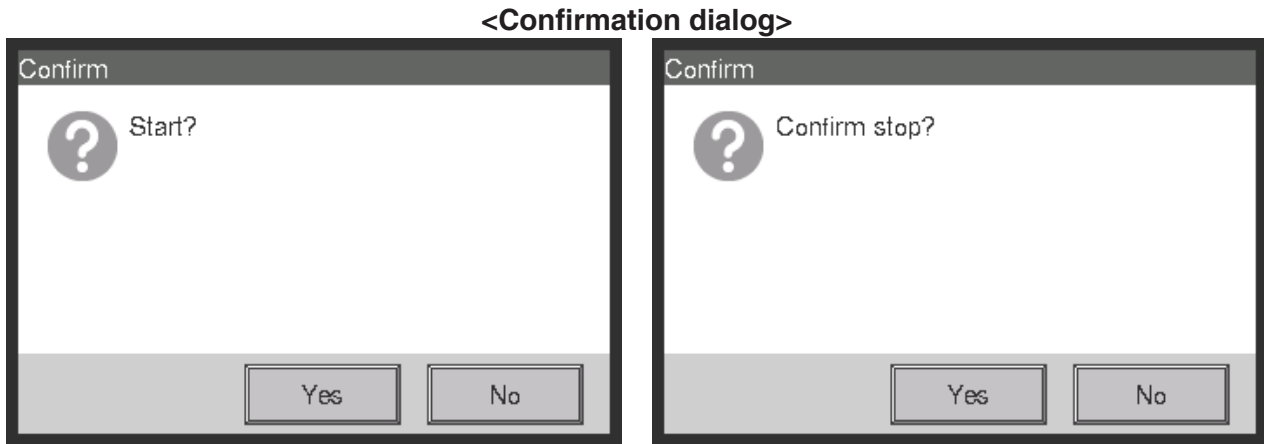 <Confirmation dialog>
Confirm
Start?
Yes No
Confirm
Confirm stop?
Yes No